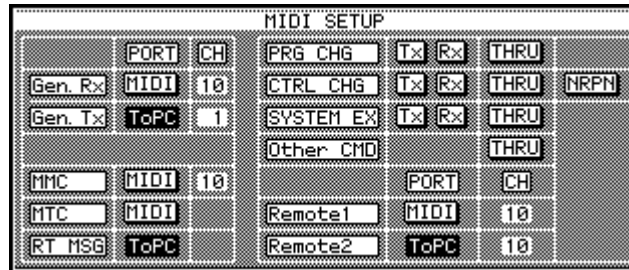 MIDI SETUP
PORT CH PRG CHG Tx Rx THRU
Gen. Rx MIDI 10 CTRL CHG Tx Rx THRU NRPN
Gen. Tx ToPC 1 SYSTEM EX Tx Rx THRU
Other CMD THRU
MMC MIDI 10 PORT CH
MTC MIDI Remote1 MIDI 10
RT MSG ToPC Remote2 ToPC 10